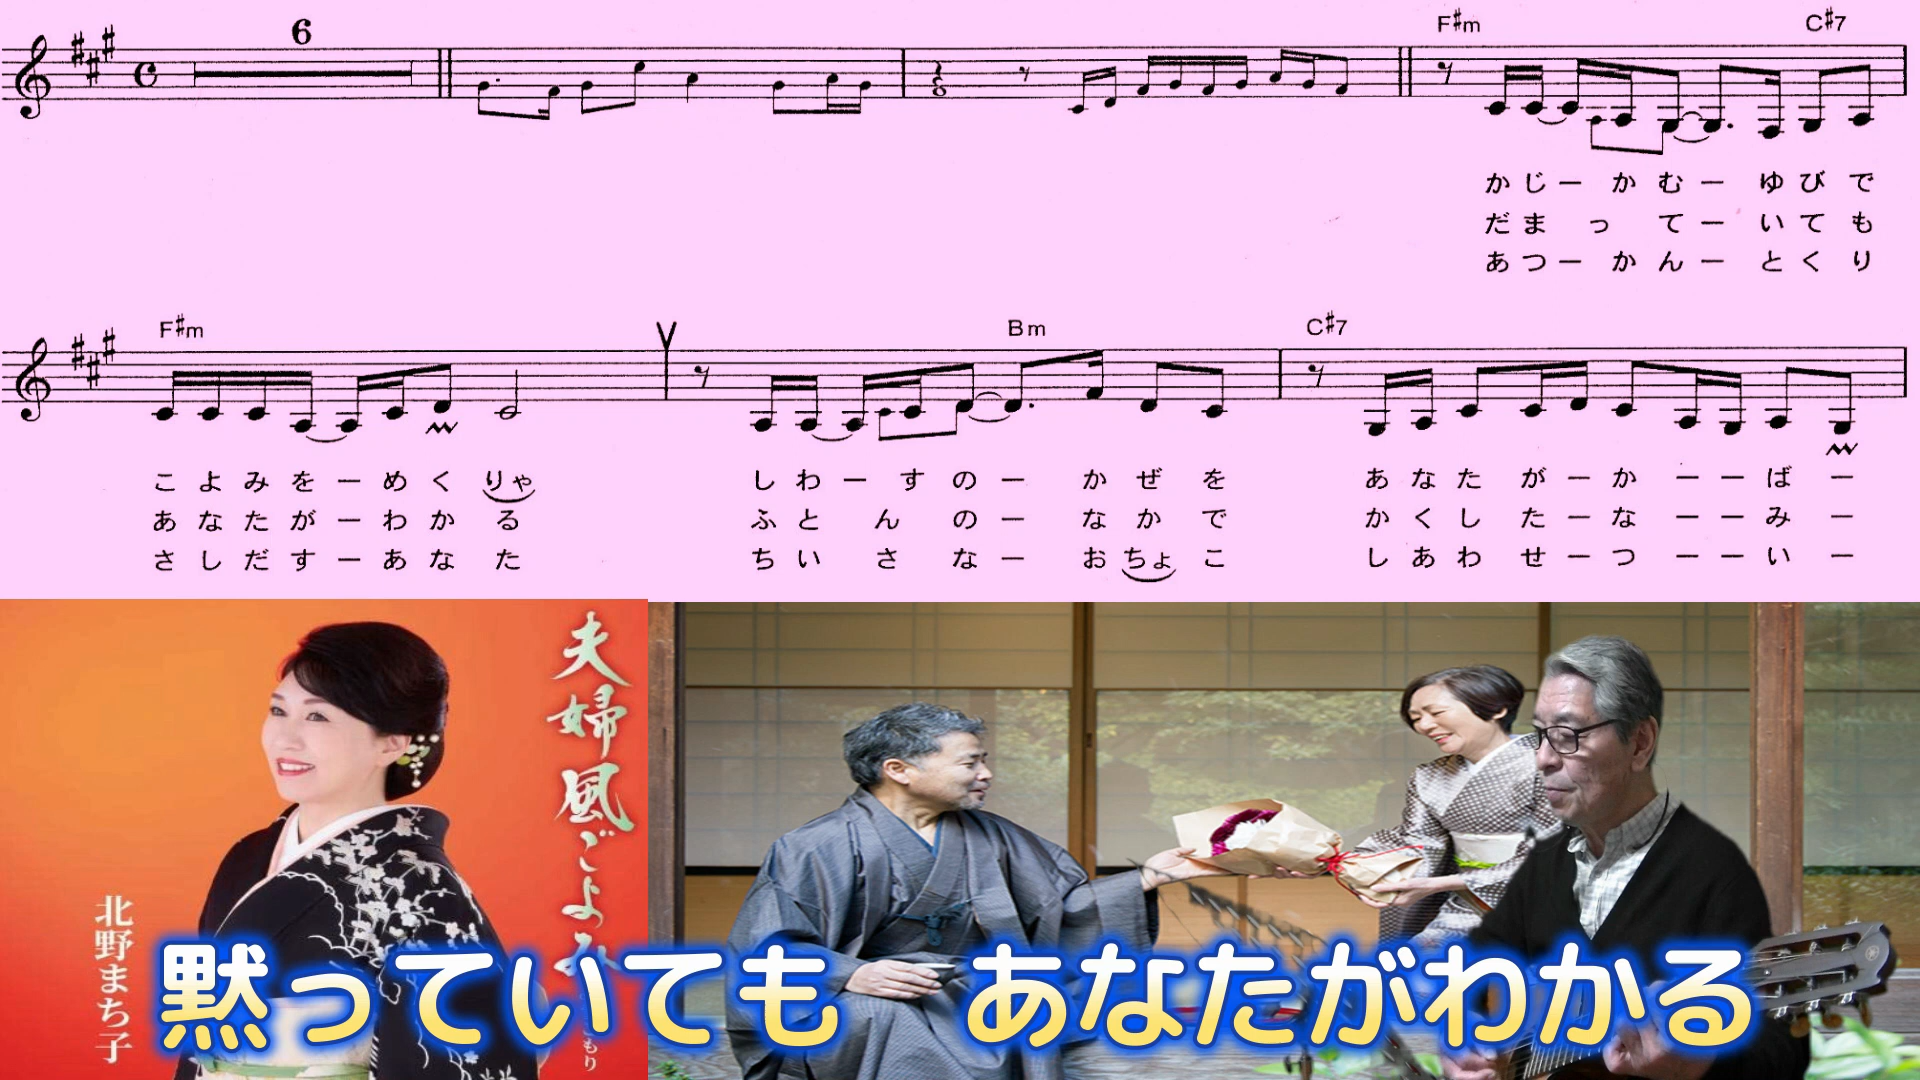 6
F#m C#7
かじーかむーゆびで
だまってーいても
あつーかんーとくり
F#m Bm C#7
こよみをーめくりゃ しわーすのーかぜを あなたがーかーーばー
あなたがーわかる ふとんのーなかで かくしたーなーーみー
さしだすーあなた ちいさなーおちょこ しあわせーつーーいー
夫婦風ごよみ
北野まち子
もり
黙っていても あなたがわかる